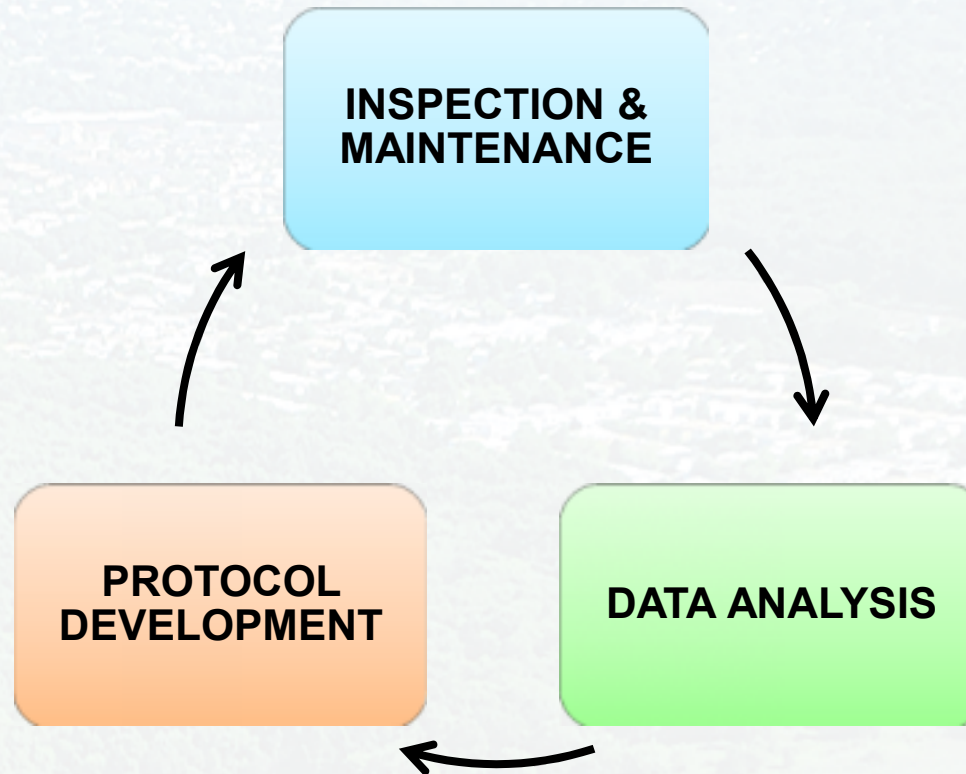 INSPECTION &
MAINTENANCE
PROTOCOL
DEVELOPMENT
DATA ANALYSIS